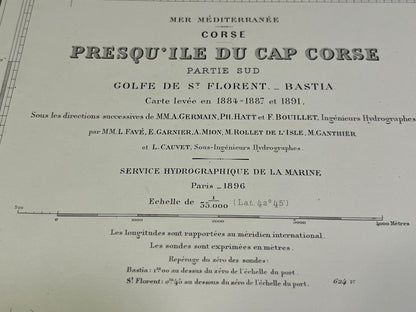 MER MÉDITERRANÉE
CORSE
PRESQU'ILE DU CAP CORSE
PARTIE SUD
GOLFE DE St FLORENT. _ BASTIA
Carte levée en 1884-1887 et 1891,
Sous les directions successives de MM. A. GERMAIN, PH. HATT et F. BOUILLET, Ingénieurs Hydrographes
par MM. L. FAVÉ, E. GARNIER, A. MION, M. ROLLET DE L'ISLE, M. GANTHIER
et L. CAUVET, Sous-Ingénieurs Hydrographes.
SERVICE HYDROGRAPHIQUE DE LA MARINE
Paris _ 1896
Echelle de 1/35.000 (Lat. 42° 45')
500 0 1000 2000 3000 4000 Mètres
Les longitudes sont rapportées au méridien international.
Les sondes sont exprimées en mètres.
Repérage du zéro des sondes:
Bastia: 1m00 au dessus du zéro de l'échelle du port.
St Florent: 0m45 au dessus du zéro de l'échelle du port.